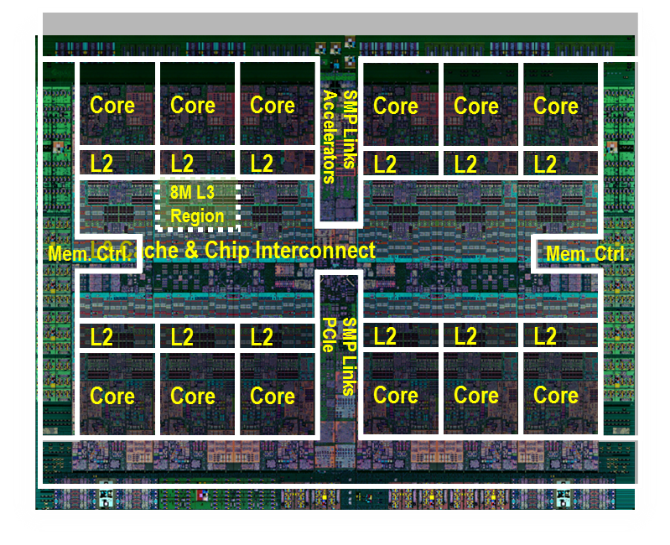 Core Core Core Core Core Core
SMP Links
Accelerators
L2 L2 L2 L2 L2 L2
8M L3
Region
Mem. Ctrl. L3 Cache & Chip Interconnect Mem. Ctrl.
SMP Links
PCIe
L2 L2 L2 L2 L2 L2
Core Core Core Core Core Core